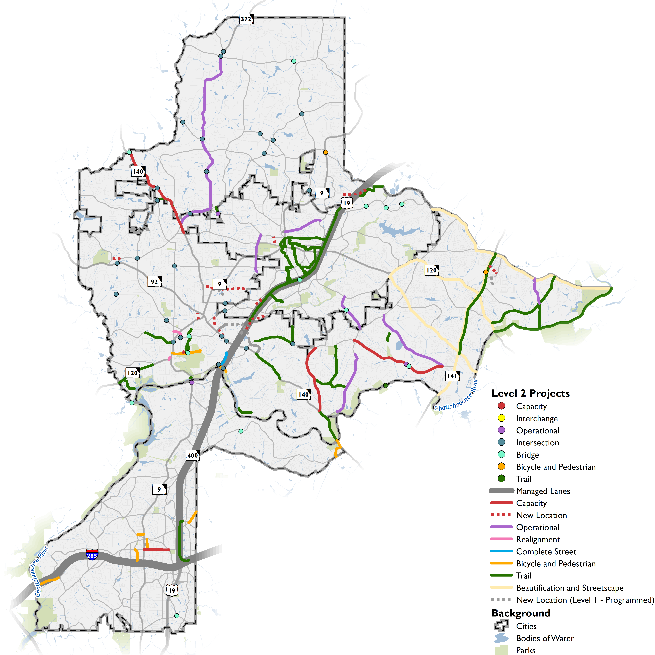 372
140
9
19
92
9
120
120
141
140
400
9
285
19
Level 2 Projects
Capacity
Interchange
Operational
Intersection
Bridge
Bicycle and Pedestrian
Trail
Managed Lanes
Capacity
New Location
Operational
Realignment
Complete Street
Bicycle and Pedestrian
Trail
Beautification and Streetscape
New Location (Level 1 - Programmed)
Background
Cities
Bodies of Water
Parks